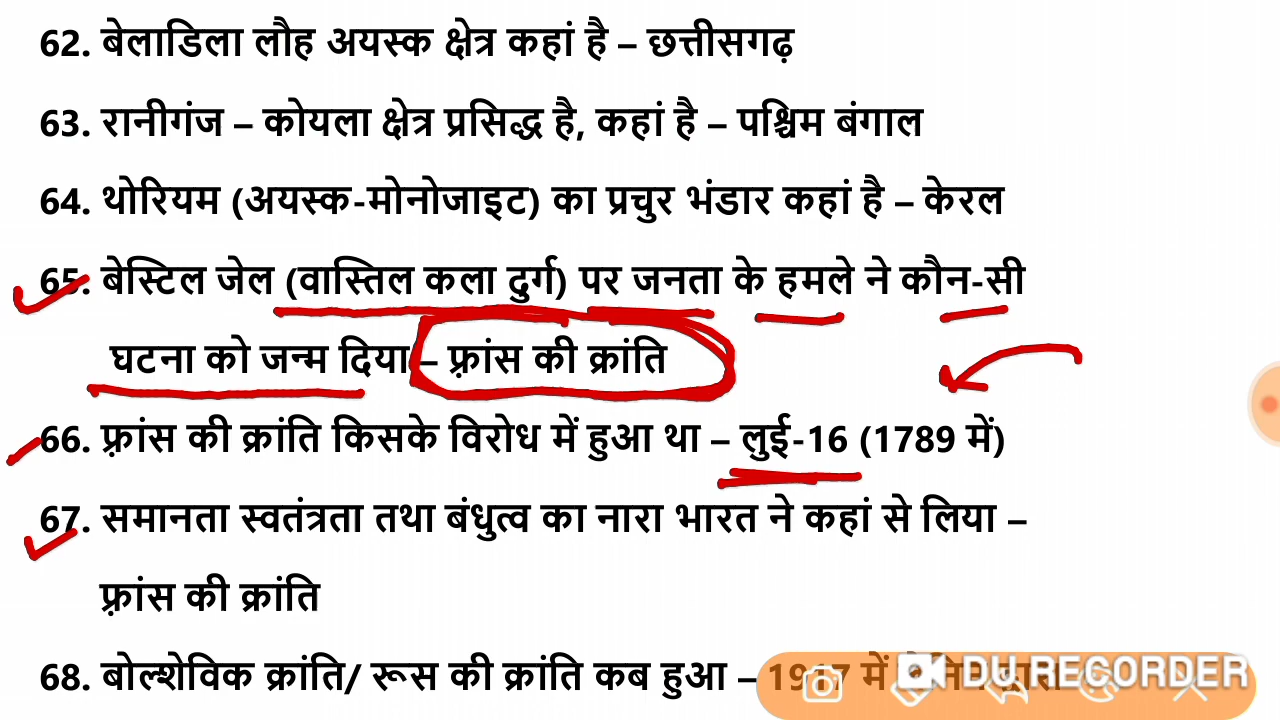 62. बेलाडिला लौह अयस्क क्षेत्र कहां है – छत्तीसगढ़
63. रानीगंज – कोयला क्षेत्र प्रसिद्ध है, कहां है – पश्चिम बंगाल
64. थोरियम (अयस्क-मोनोजाइट) का प्रचुर भंडार कहां है – केरल
65. बेस्टिल जेल (वास्तिल कला दुर्ग) पर जनता के हमले ने कौन-सी
घटना को जन्म दिया – फ़्रांस की क्रांति
66. फ़्रांस की क्रांति किसके विरोध में हुआ था – लुई-16 (1789 में)
67. समानता स्वतंत्रता तथा बंधुत्व का नारा भारत ने कहां से लिया –
फ़्रांस की क्रांति
68. बोल्शेविक क्रांति/ रूस की क्रांति कब हुआ – 1917 में
DU RECORDER